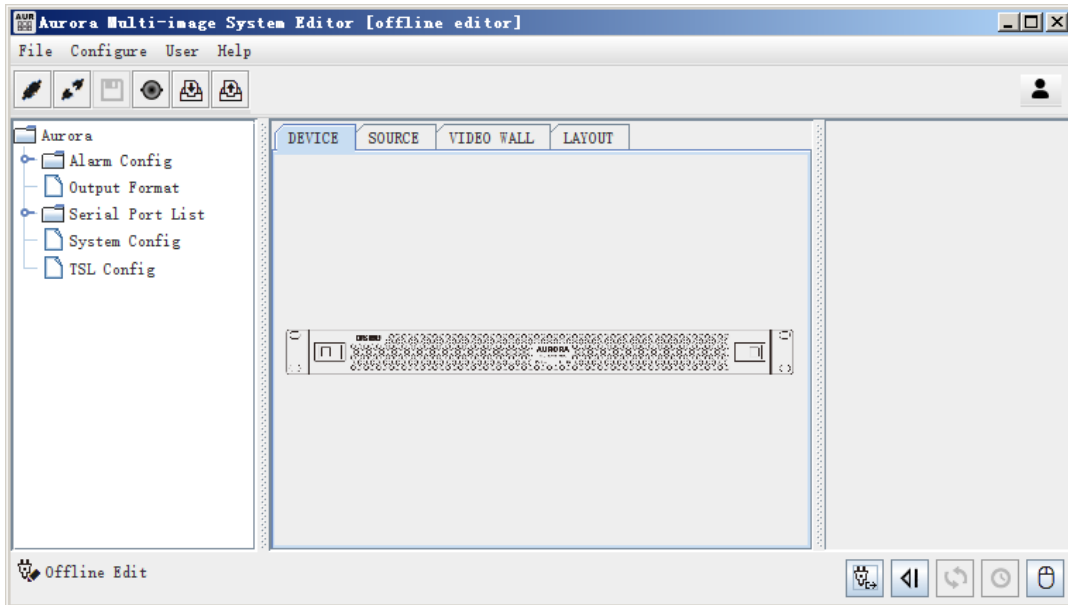 Aurora Multi-image System Editor [offline editor]
File Configure User Help
Aurora
Alarm Config
Output Format
Serial Port List
System Config
TSL Config
DEVICE SOURCE VIDEO WALL LAYOUT
AURORA
Offline Edit